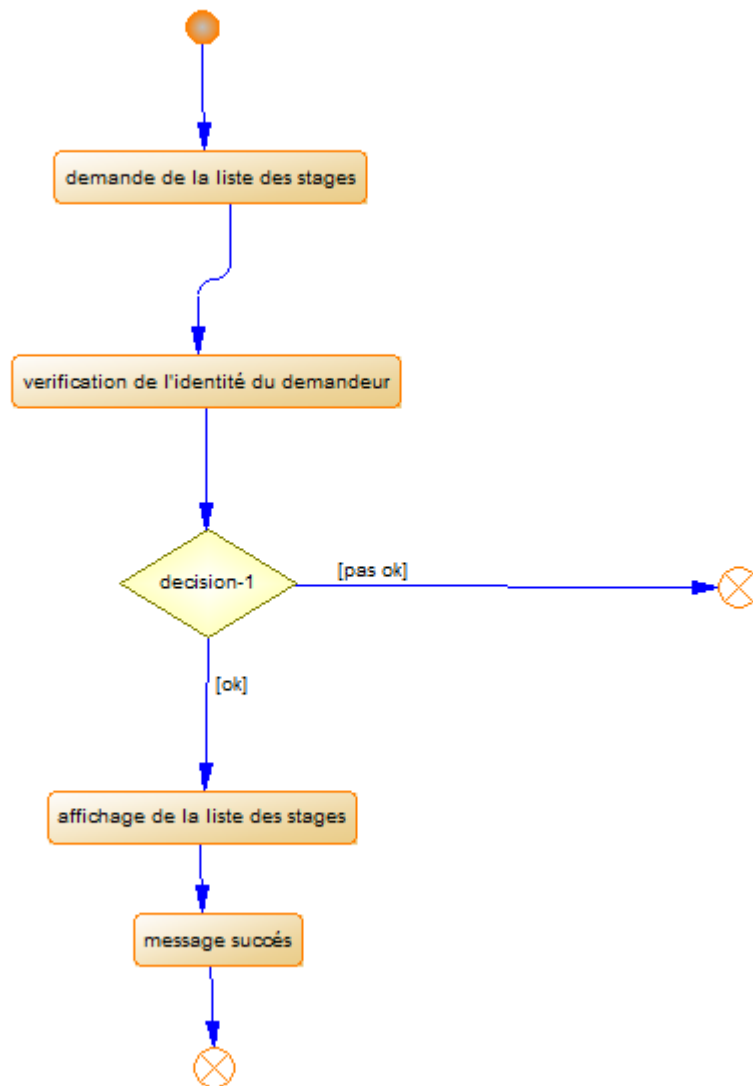 demande de la liste des stages
verification de l'identité du demandeur
decision-1
[pas ok]
[ok]
affichage de la liste des stages
message succés